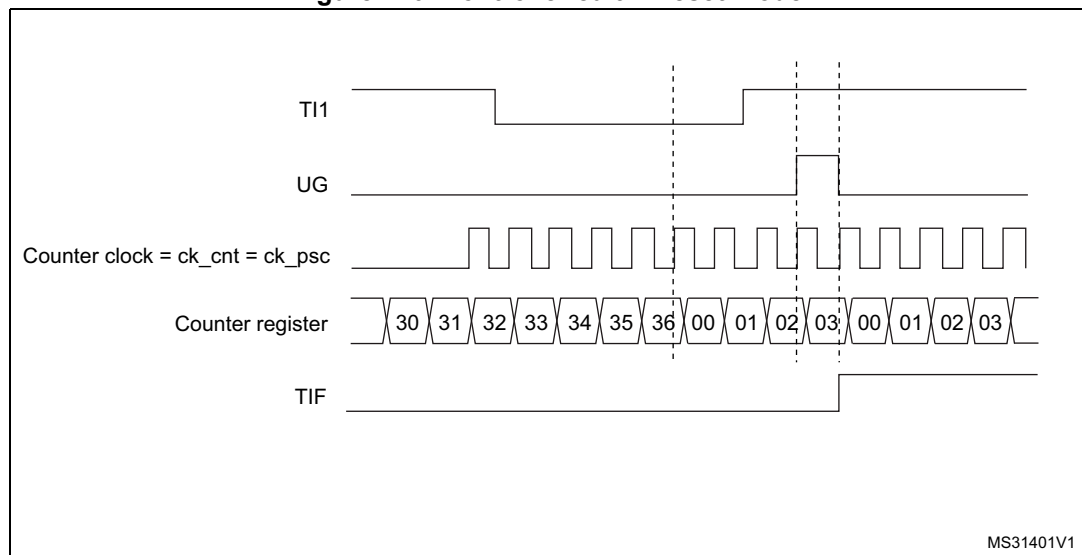 TI1
UG
Counter clock = ck_cnt = ck_psc
Counter register 30 31 32 33 34 35 36 00 01 02 03 00 01 02 03
TIF
MS31401V1